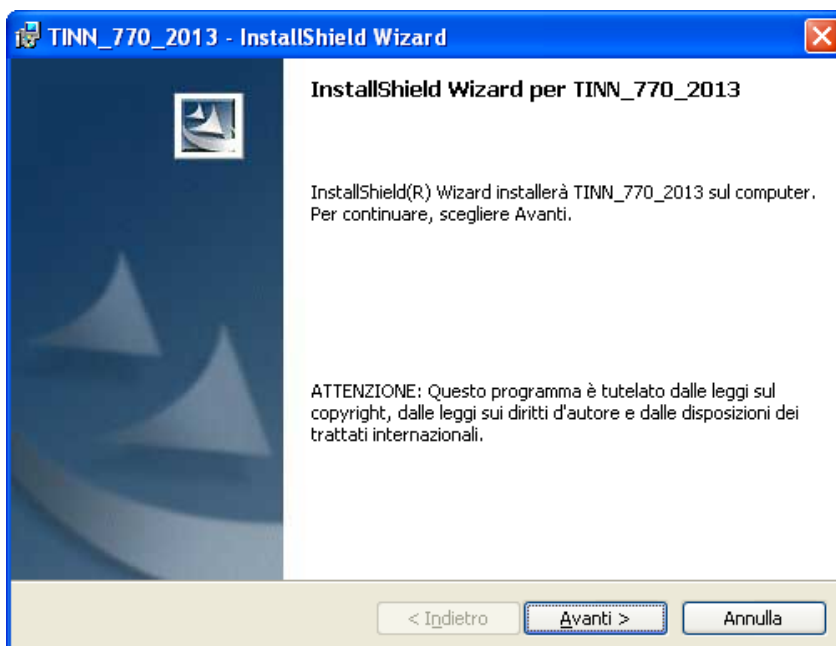 TINN_770_2013 - InstallShield Wizard
InstallShield Wizard per TINN_770_2013
InstallShield(R) Wizard installerà TINN_770_2013 sul computer.
Per continuare, scegliere Avanti.
ATTENZIONE: Questo programma è tutelato dalle leggi sul
copyright, dalle leggi sui diritti d'autore e dalle disposizioni dei
trattati internazionali.
< Indietro
Avanti >
Annulla